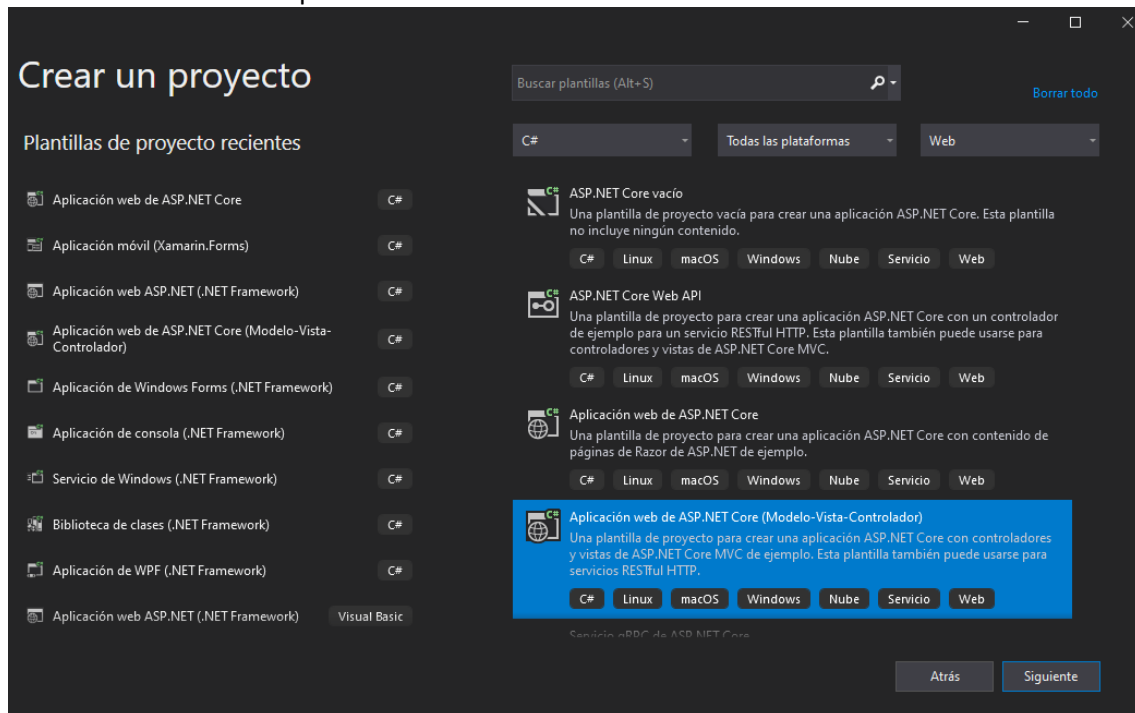 Crear un proyecto
Plantillas de proyecto recientes
Aplicación web de ASP.NET Core C#
Aplicación móvil (Xamarin.Forms) C#
Aplicación web ASP.NET (.NET Framework) C#
Aplicación web de ASP.NET Core (Modelo-Vista-
Controlador) C#
Aplicación de Windows Forms (.NET Framework) C#
Aplicación de consola (.NET Framework) C#
Servicio de Windows (.NET Framework) C#
Biblioteca de clases (.NET Framework) C#
Aplicación de WPF (.NET Framework) C#
Aplicación web ASP.NET (.NET Framework) Visual Basic
Buscar plantillas (Alt+S)
Borrar todo
C# Todas las plataformas Web
ASP.NET Core vacío
Una plantilla de proyecto vacía para crear una aplicación ASP.NET Core. Esta plantilla
no incluye ningún contenido.
C# Linux macOS Windows Nube Servicio Web
ASP.NET Core Web API
Una plantilla de proyecto para crear una aplicación ASP.NET Core con un controlador
de ejemplo para un servicio RESTful HTTP. Esta plantilla también puede usarse para
controladores y vistas de ASP.NET Core MVC.
C# Linux macOS Windows Nube Servicio Web
Aplicación web de ASP.NET Core
Una plantilla de proyecto para crear una aplicación ASP.NET Core con contenido de
páginas de Razor de ASP.NET de ejemplo.
C# Linux macOS Windows Nube Servicio Web
Aplicación web de ASP.NET Core (Modelo-Vista-Controlador)
Una plantilla de proyecto para crear una aplicación ASP.NET Core con controladores
y vistas de ASP.NET Core MVC de ejemplo. Esta plantilla también puede usarse para
servicios RESTful HTTP.
C# Linux macOS Windows Nube Servicio Web
Servicio gRPC de ASP.NET Core
Atrás Siguiente